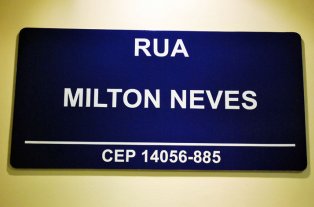 RUA
MILTON NEVES
CEP 14056-885